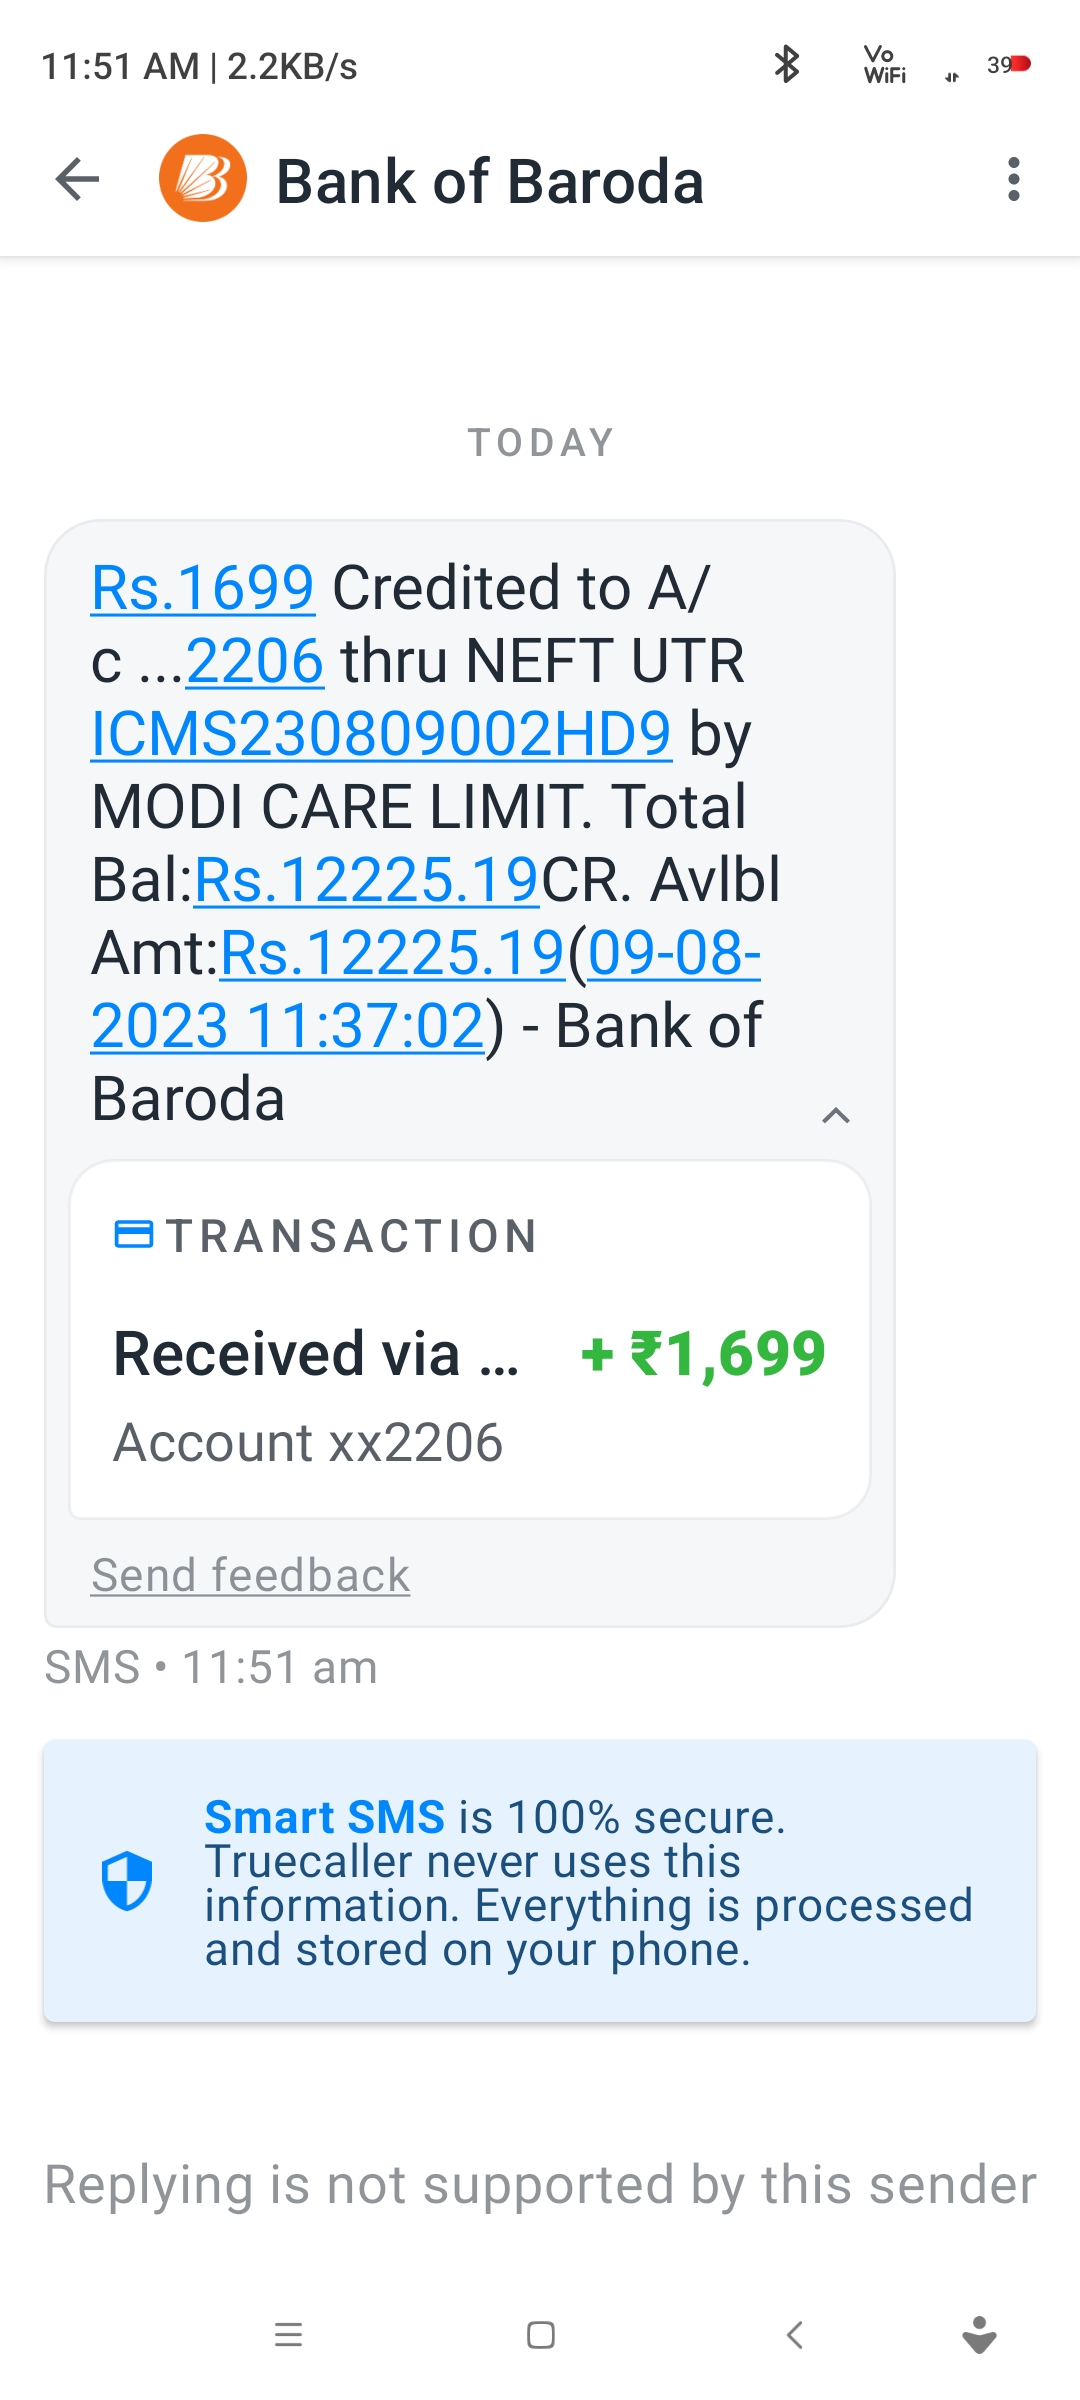 11:51 AM | 2.2KB/s
Vo
WiFi
39
Bank of Baroda
TODAY
Rs.1699 Credited to A/
c ...2206 thru NEFT UTR
ICMS230809002HD9 by
MODI CARE LIMIT. Total
Bal:Rs.12225.19CR. Avlbl
Amt:Rs.12225.19(09-08-
2023 11:37:02) - Bank of
Baroda
TRANSACTION
Received via ... + ₹1,699
Account xx2206
Send feedback
SMS • 11:51 am
Smart SMS is 100% secure.
Truecaller never uses this
information. Everything is processed
and stored on your phone.
Replying is not supported by this sender